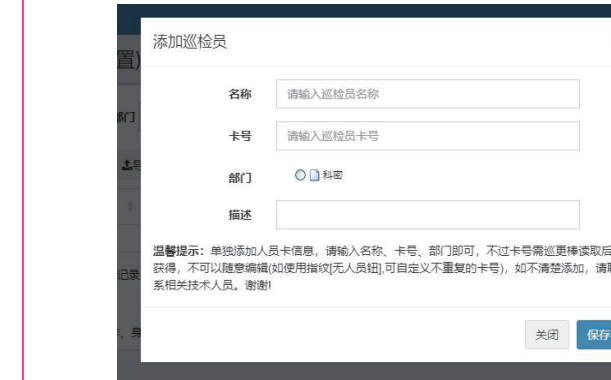 添加巡检员
置)
名称 请输入巡检员名称
部门
卡号 请输入巡检员卡号
部门 科密
描述
温馨提示：单独添加人员卡信息，请输入名称、卡号、部门即可，不过卡号需巡更棒读取后
获得，不可以随意编辑(如使用指纹[无人员钮],可自定义不重复的卡号)，如不清楚添加，请联
记录
系相关技术人员。谢谢!
、身
关闭 保存